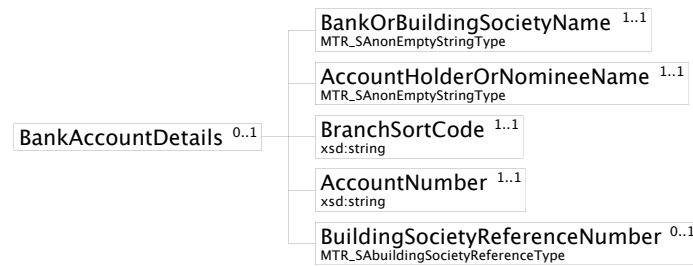 BankOrBuildingSocietyName 1..1
MTR_SAnonEmptyStringType
AccountHolderOrNomineeName 1..1
MTR_SAnonEmptyStringType
BankAccountDetails 0..1
BranchSortCode 1..1
xsd:string
AccountNumber 1..1
xsd:string
BuildingSocietyReferenceNumber 0..1
MTR_SAbuildingSocietyReferenceType